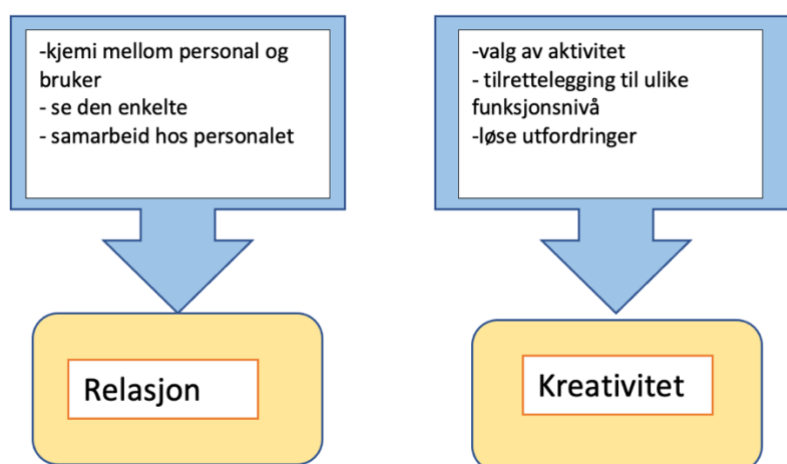 -kjemi mellom personal og
bruker
- se den enkelte
- samarbeid hos personalet
Relasjon
-valg av aktivitet
- tilrettelegging til ulike
funksjonsnivå
-løse utfordringer
Kreativitet